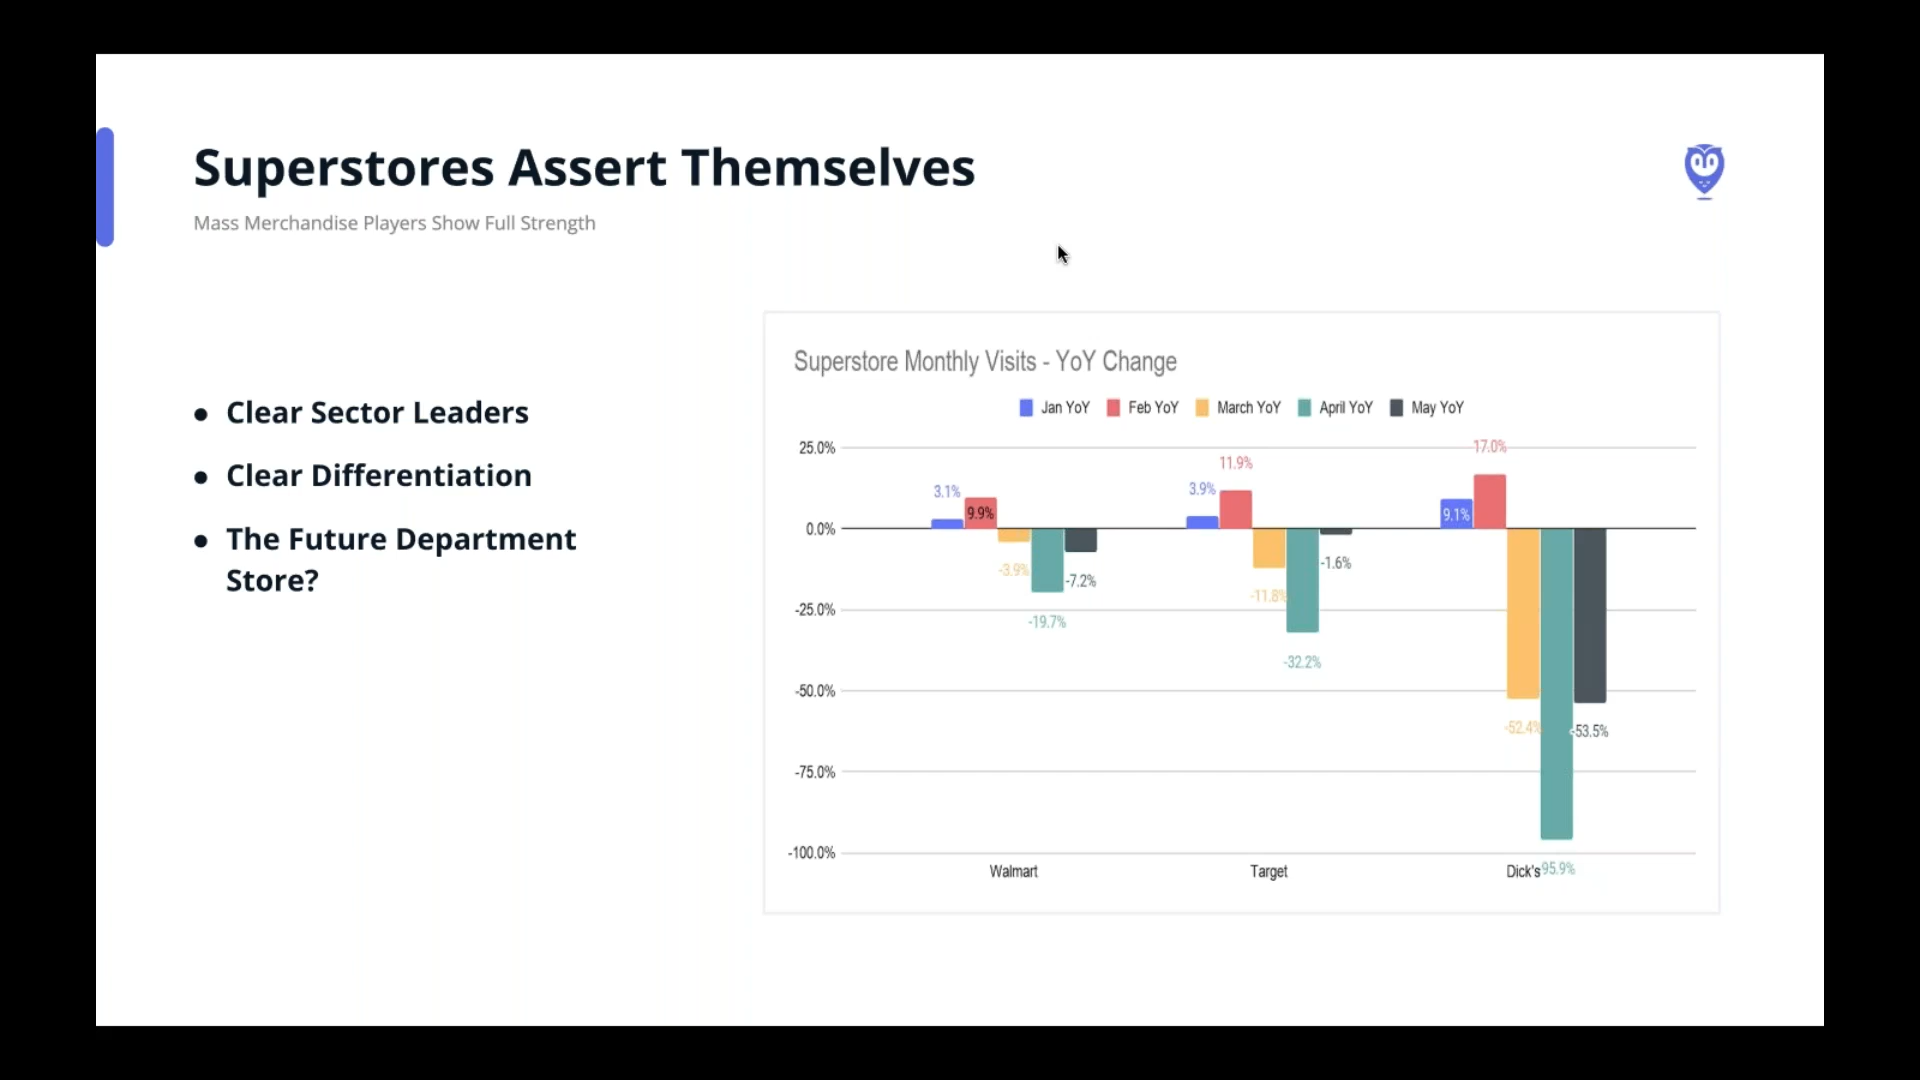 Superstores Assert Themselves
Mass Merchandise Players Show Full Strength
● Clear Sector Leaders
● Clear Differentiation
● The Future Department
Store?
Superstore Monthly Visits - YoY Change
Jan YoY Feb YoY March YoY April YoY May YoY
25.0%
0.0%
-25.0%
-50.0%
-75.0%
-100.0%
3.1%
9.9%
-3.9%
-19.7%
-7.2%
3.9%
11.9%
-11.8%
-32.2%
-1.6%
9.1%
17.0%
-52.4%
95.9%
-53.5%
Walmart
Target
Dick's